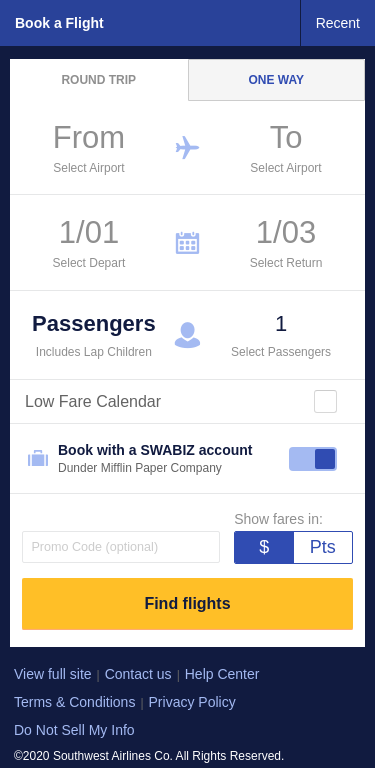 Book a Flight Recent
ROUND TRIP ONE WAY
From To
Select Airport Select Airport
1/01 1/03
Select Depart Select Return
Passengers 1
Includes Lap Children Select Passengers
Low Fare Calendar
Book with a SWABIZ account
Dunder Mifflin Paper Company
Show fares in:
Promo Code (optional) $ Pts
Find flights
View full site | Contact us | Help Center
Terms & Conditions | Privacy Policy
Do Not Sell My Info
©2020 Southwest Airlines Co. All Rights Reserved.